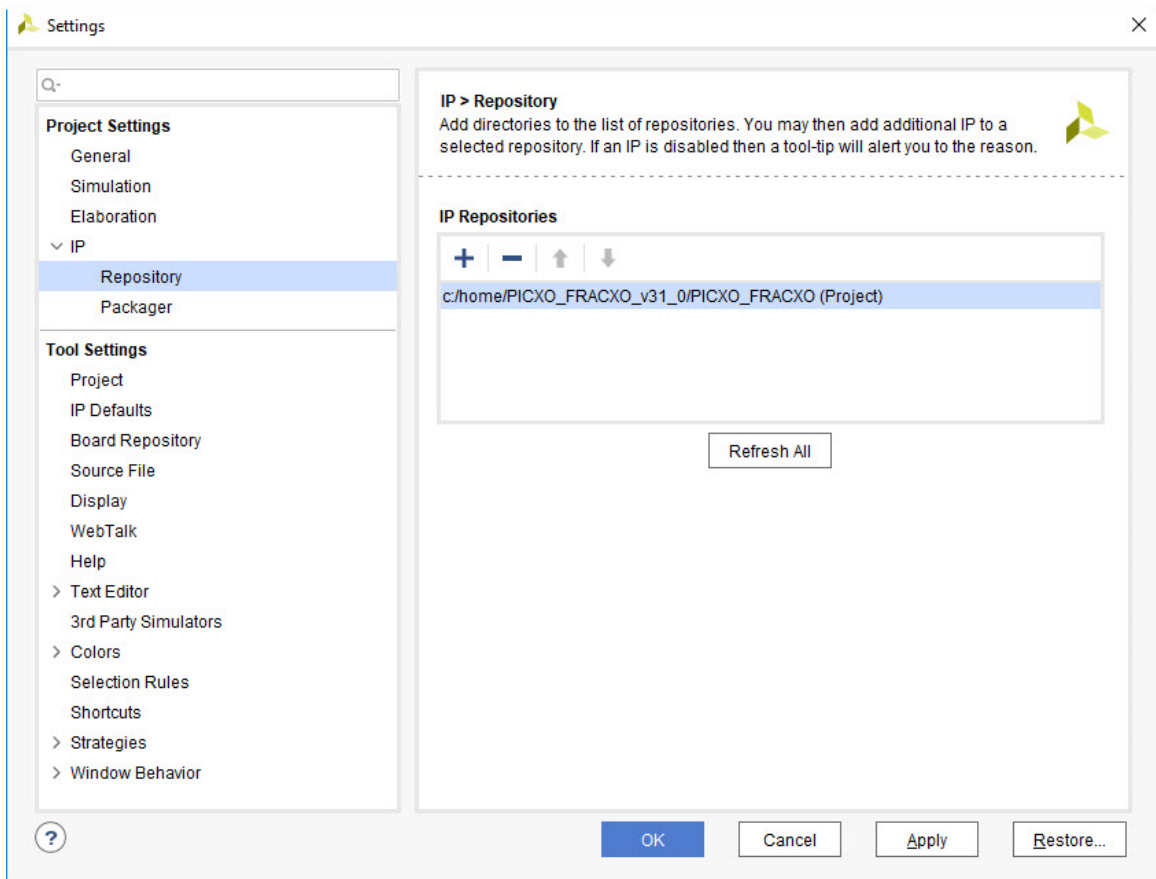 Settings
Project Settings
General
Simulation
Elaboration
IP
Repository
Packager
Tool Settings
Project
IP Defaults
Board Repository
Source File
Display
WebTalk
Help
Text Editor
3rd Party Simulators
Colors
Selection Rules
Shortcuts
Strategies
Window Behavior
IP > Repository
Add directories to the list of repositories. You may then add additional IP to a
selected repository. If an IP is disabled then a tool-tip will alert you to the reason.
IP Repositories
c:/home/PICXO_FRACXO_v31_0/PICXO_FRACXO (Project)
Refresh All
?
OK
Cancel
Apply
Restore...